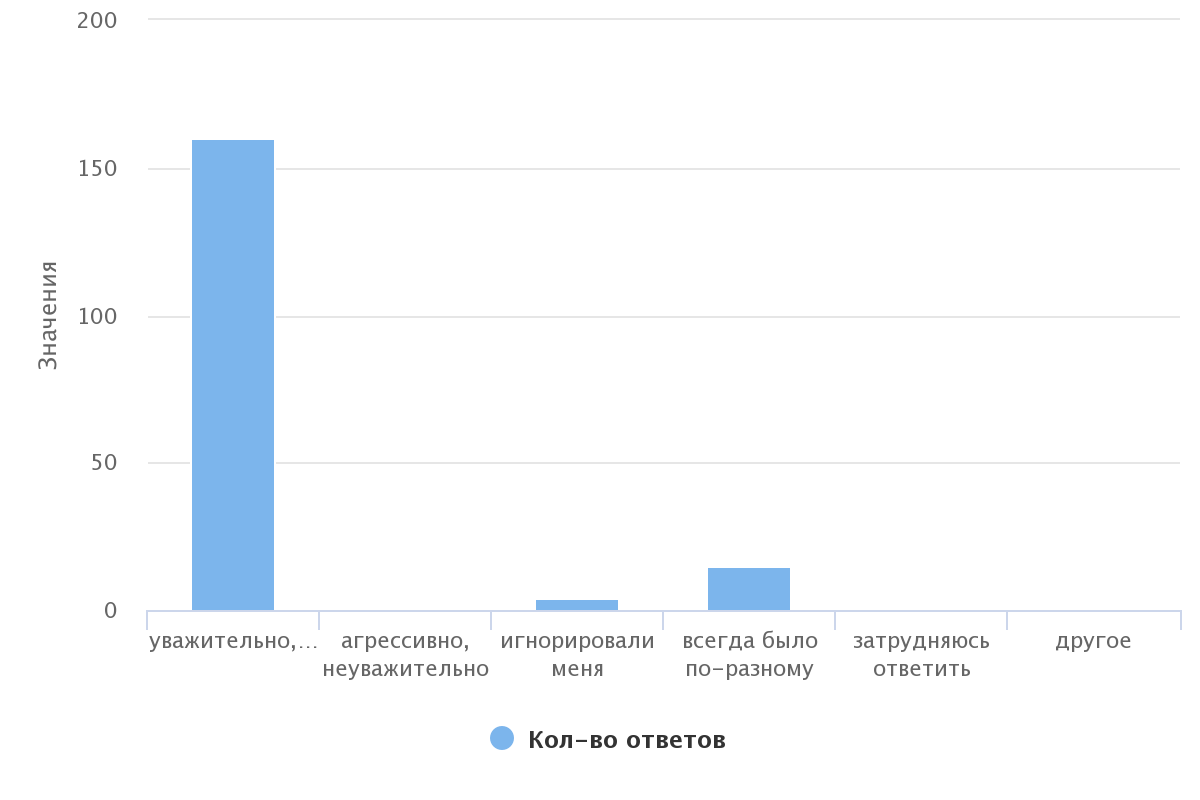 200
150
100
50
0
Значения
уважительно,...
агрессивно,
неуважительно
игнорировали
меня
всегда было
по-разному
затрудняюсь
ответить
другое
Кол-во ответов